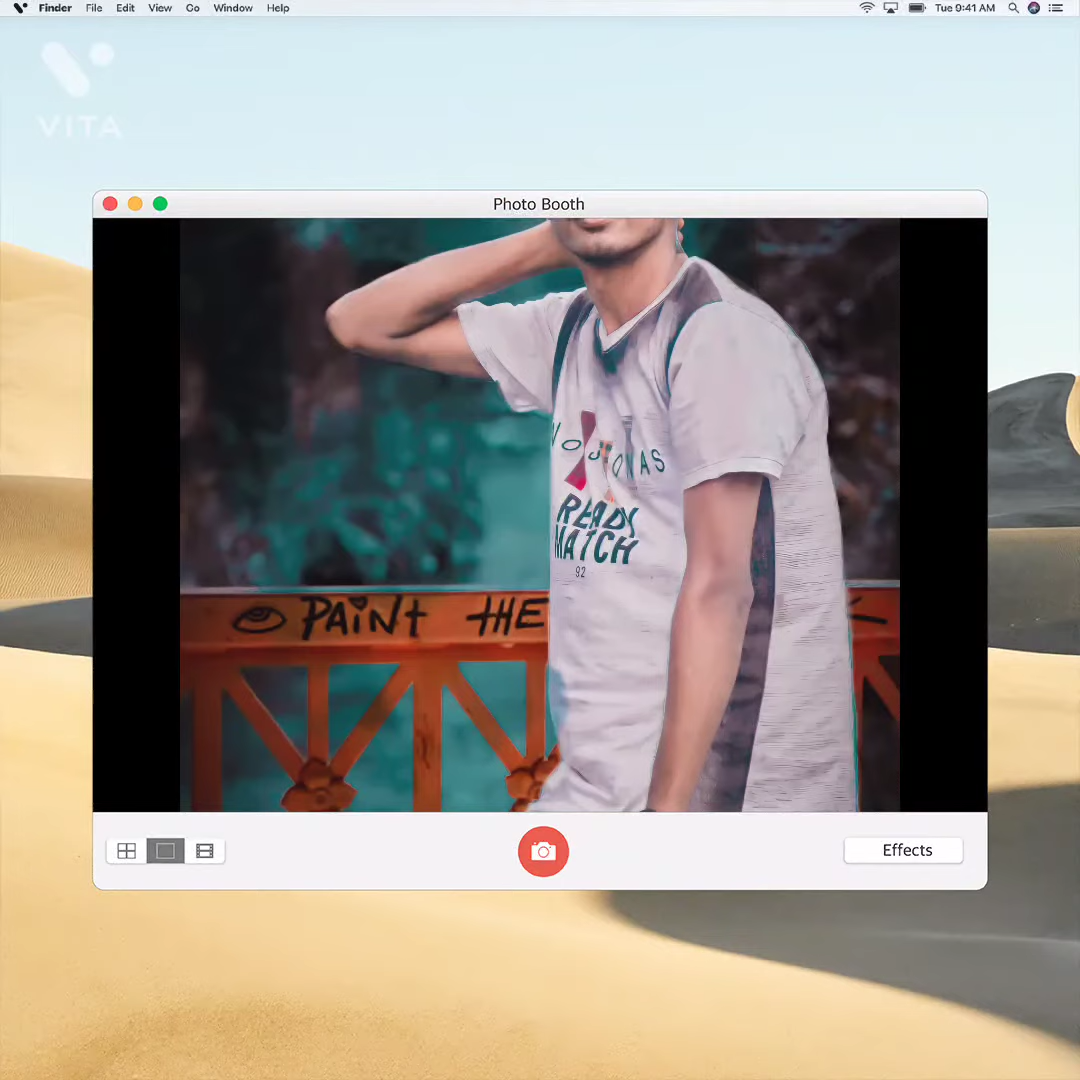 Finder File Edit View Go Window Help Tue 9:41 AM
VITA
Photo Booth
READY
MATCH
92
PAINT THE
Effects